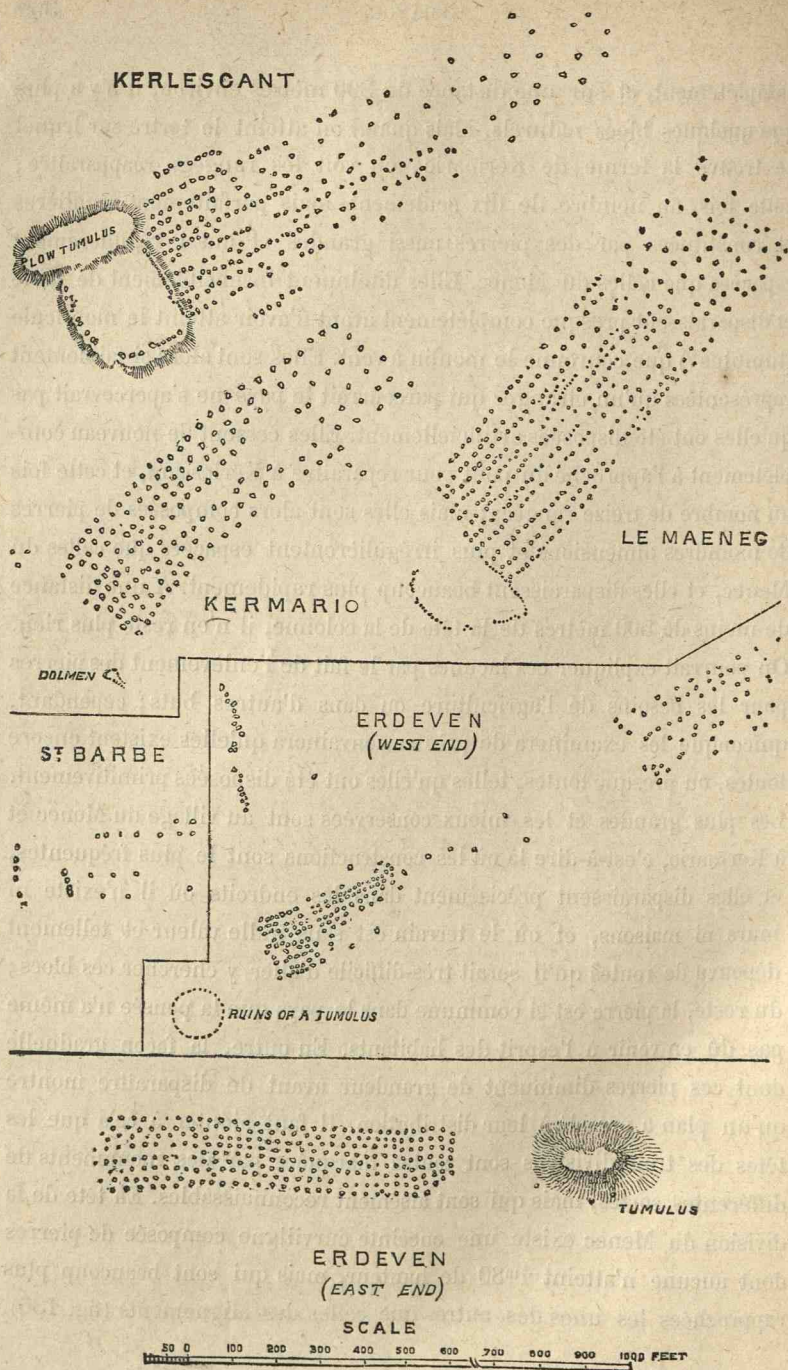 KERLESCANT
LOW TUMULUS
LE MAENEC
KERMARIO
DOLMEN
ERDEVEN
(WEST END)
ST BARBE
RUINS OF A TUMULUS
TUMULUS
ERDEVEN
(EAST END)
SCALE
50 0 100 200 300 400 500 600 700 800 900 1000 FEET